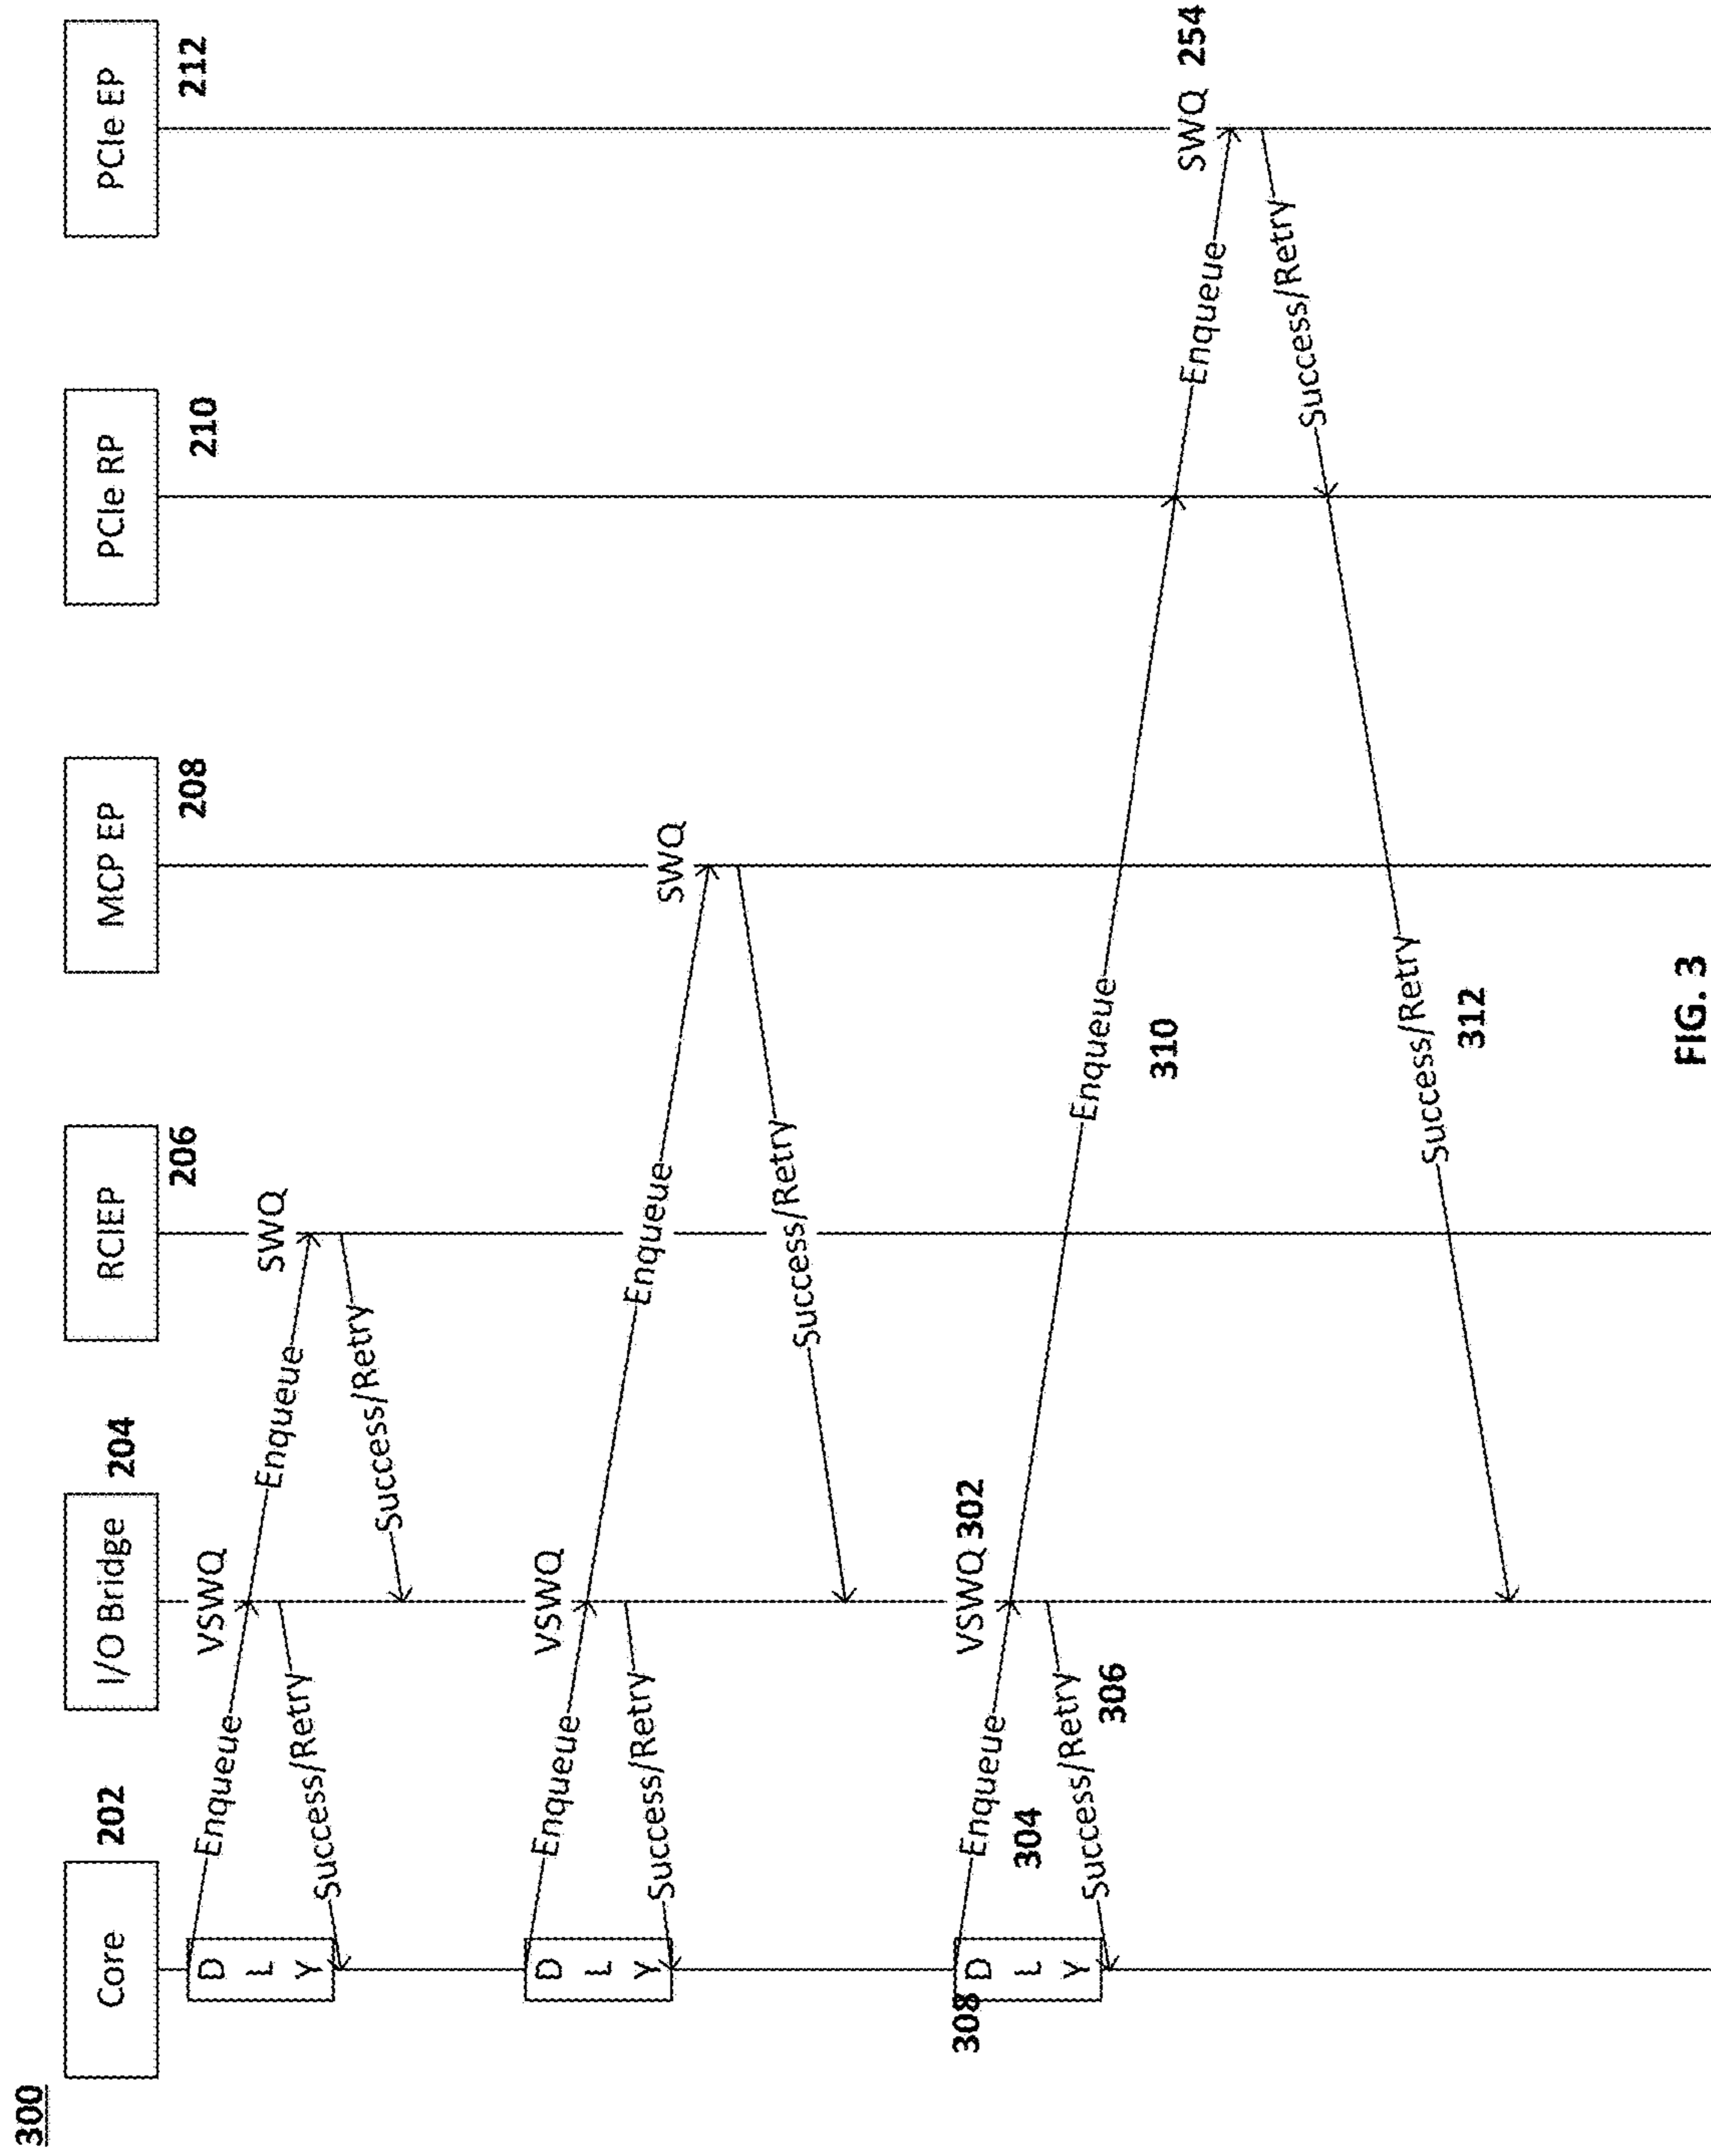 300
Core 202
I/O Bridge 204
RCIEP
206
MCP EP
208
PCIe RP
210
PCIe EP
212
D
L
Y
Enqueue
VSWQ
Success/Retry
Enqueue
SWQ
Success/Retry
D
L
Y
Enqueue
VSWQ
Success/Retry
Enqueue
SWQ
Success/Retry
308
D
L
Y
Enqueue
304
VSWQ 302
Success/Retry
306
Enqueue
310
Enqueue
SWQ 254
Success/Retry
Success/Retry
312
FIG. 3